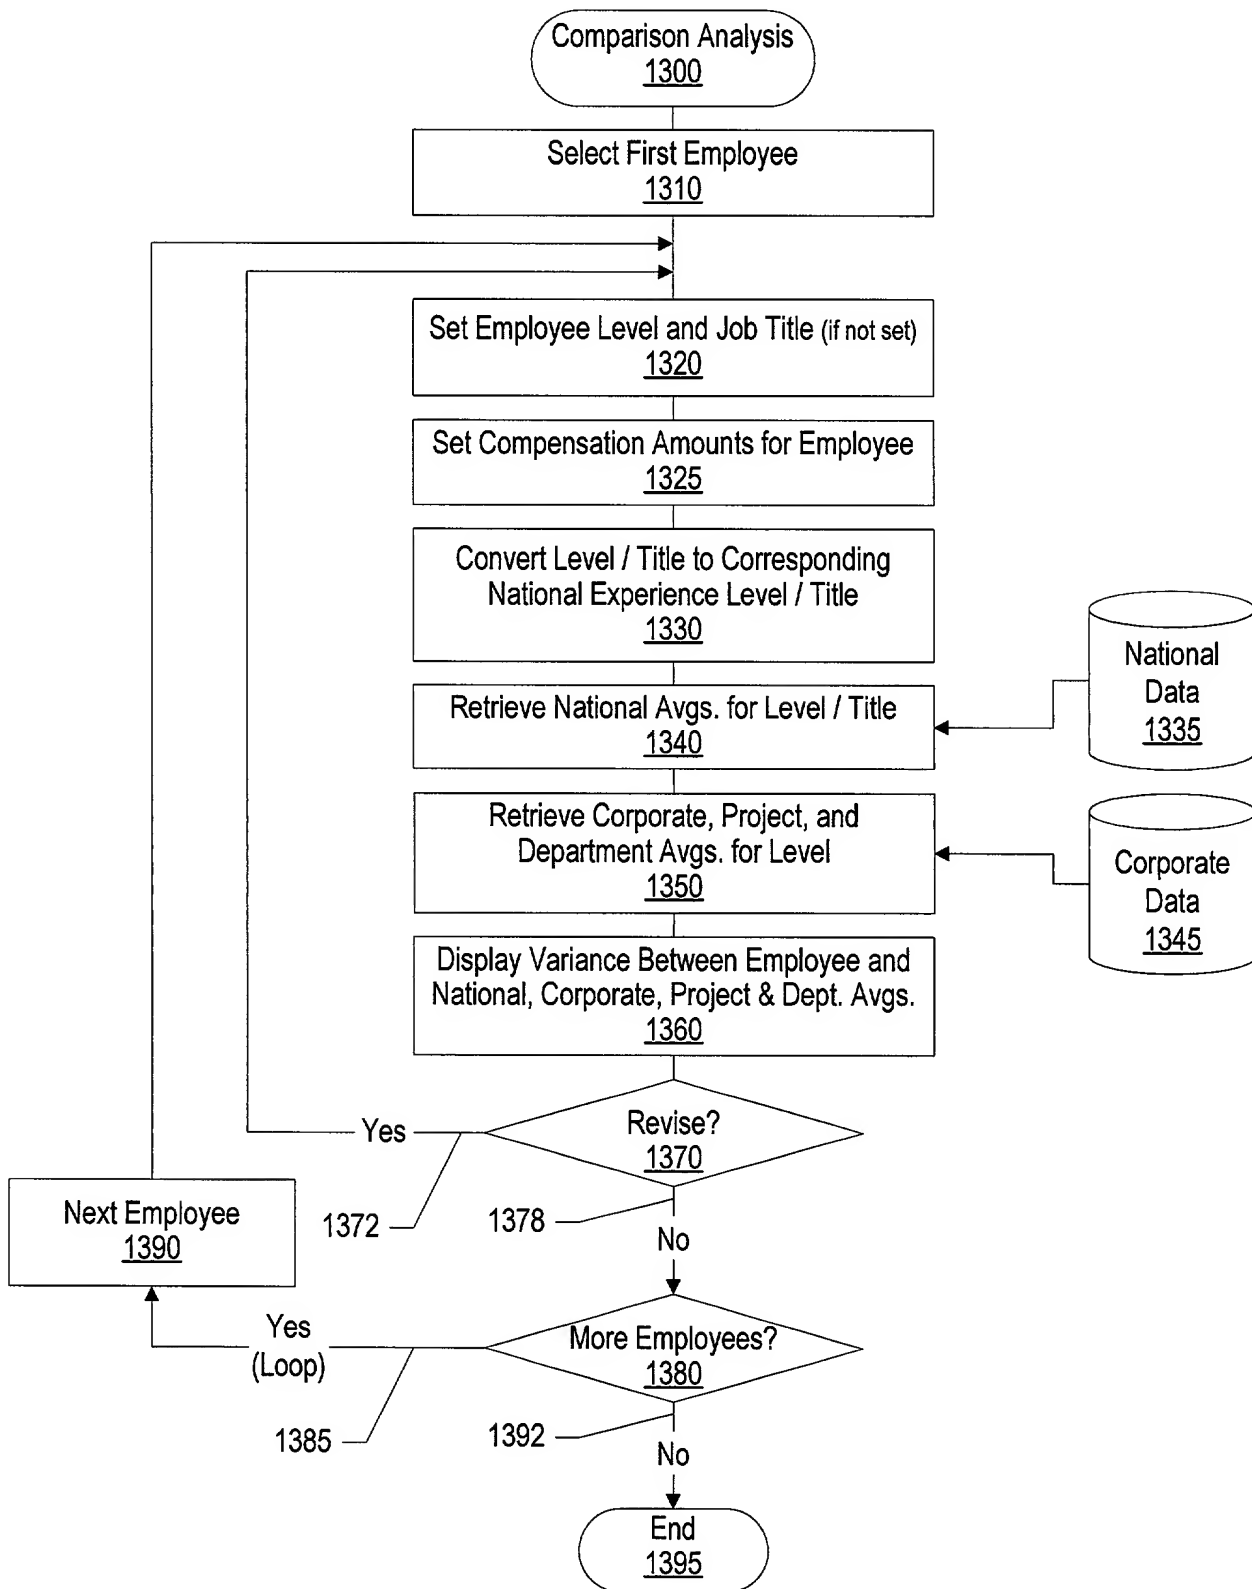 Comparison Analysis
1300
Select First Employee
1310
Set Employee Level and Job Title (if not set)
1320
Set Compensation Amounts for Employee
1325
Convert Level / Title to Corresponding
National Experience Level / Title
1330
National
Data
1335
Retrieve National Avgs. for Level / Title
1340
Retrieve Corporate, Project, and
Department Avgs. for Level
1350
Corporate
Data
1345
Display Variance Between Employee and
National, Corporate, Project & Dept. Avgs.
1360
Revise?
1370
Yes
1372
1378
No
Next Employee
1390
More Employees?
1380
Yes
(Loop)
1385
1392
No
End
1395